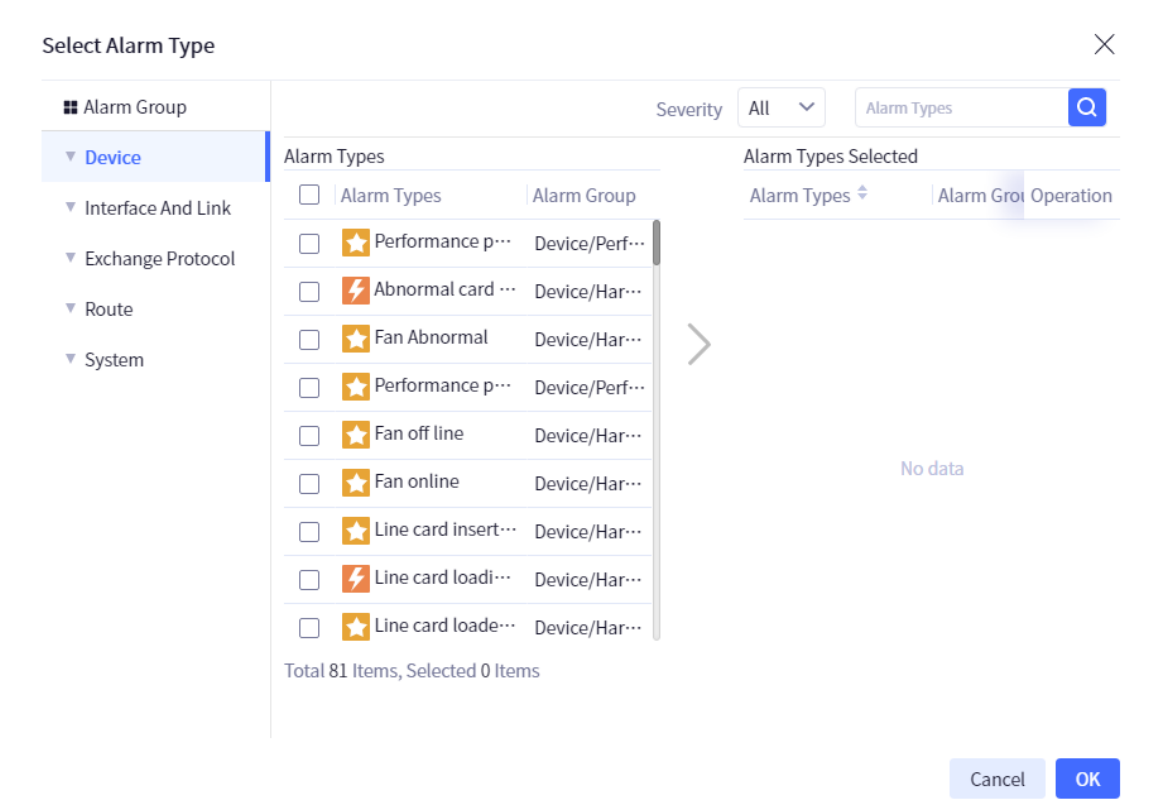 Select Alarm Type
Alarm Group
Device
Interface And Link
Exchange Protocol
Route
System
Severity All Alarm Types
Alarm Types
Alarm Types Alarm Group
Performance p··· Device/Perf···
Abnormal card ··· Device/Har···
Fan Abnormal Device/Har···
Performance p··· Device/Perf···
Fan off line Device/Har···
Fan online Device/Har···
Line card insert··· Device/Har···
Line card loadi··· Device/Har···
Line card loade··· Device/Har···
Total 81 Items, Selected 0 Items
Alarm Types Selected
Alarm Types Alarm Grou Operation
No data
Cancel OK